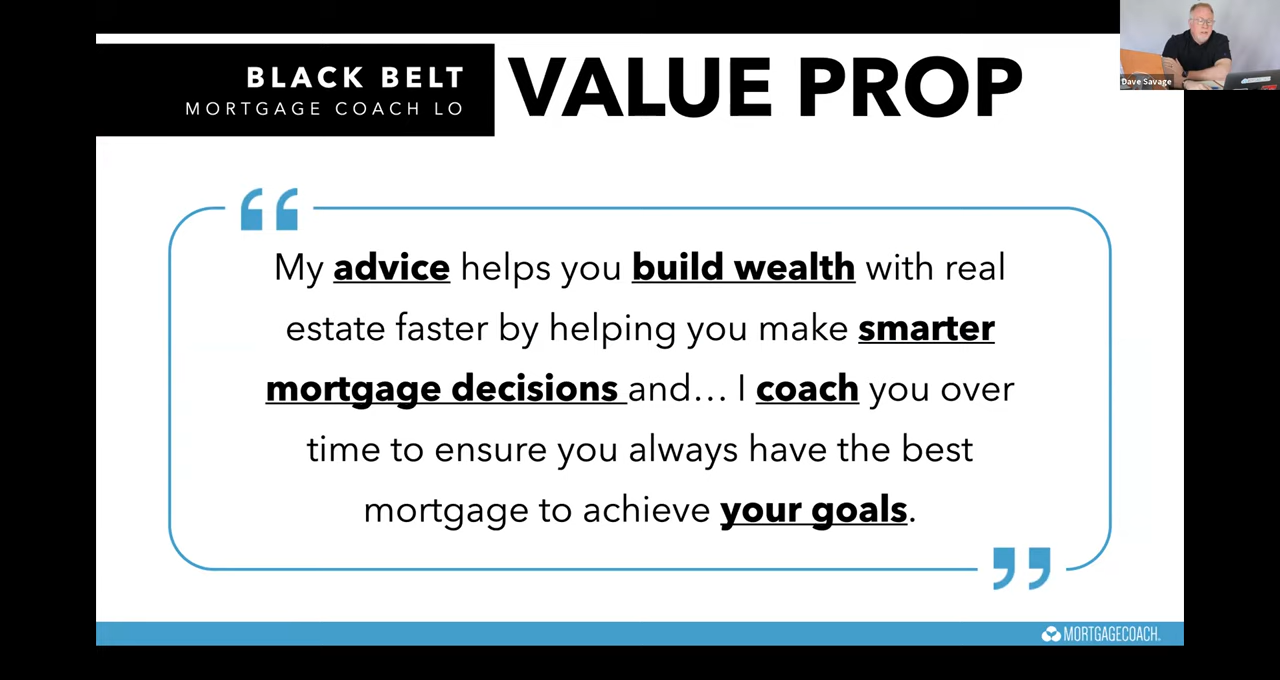 BLACK BELT
MORTGAGE COACH LO
VALUE PROP
Dave Savage
“
My advice helps you build wealth with real
estate faster by helping you make smarter
mortgage decisions and… I coach you over
time to ensure you always have the best
mortgage to achieve your goals.
”
MORTGAGECOACH.